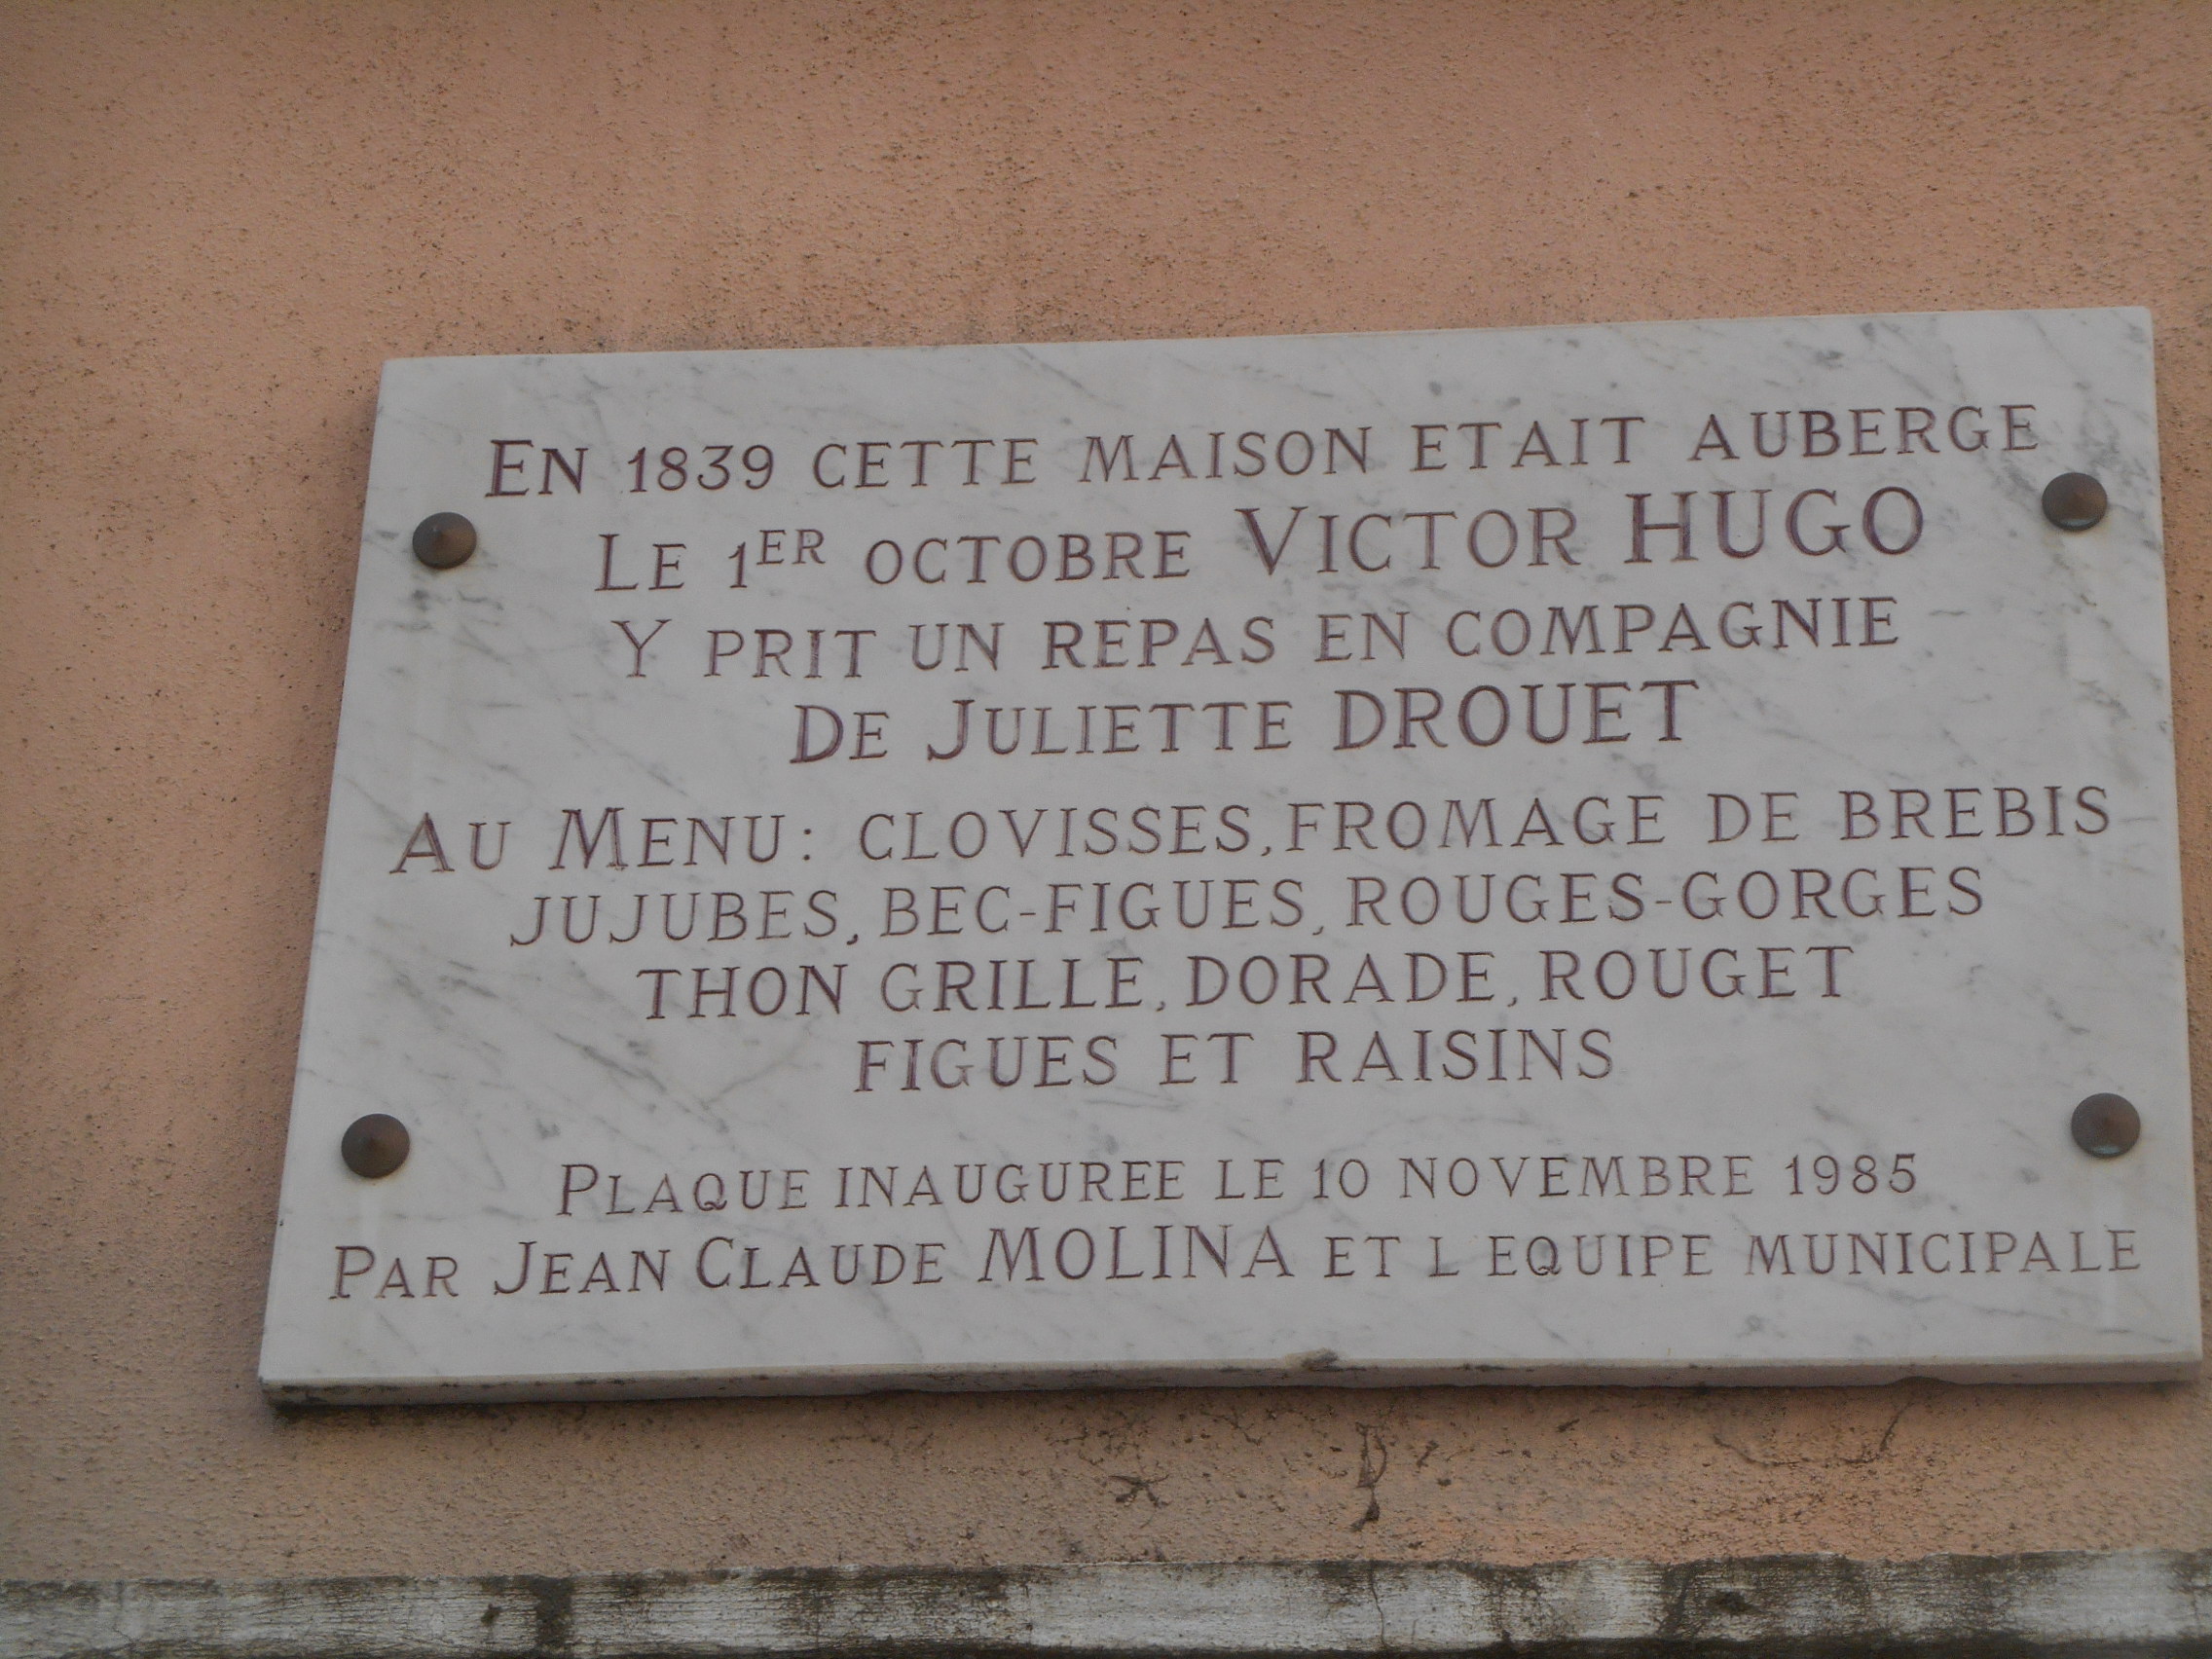 EN 1839 CETTE MAISON ETAIT AUBERGE
LE 1ER OCTOBRE VICTOR HUGO
Y PRIT UN REPAS EN COMPAGNIE
DE JULIETTE DROUET
AU MENU: CLOVISSES, FROMAGE DE BREBIS
JUJUBES, BEC-FIGUES, ROUGES-GORGES
THON GRILLE, DORADE, ROUGET
FIGUES ET RAISINS
PLAQUE INAUGUREE LE 10 NOVEMBRE 1985
PAR JEAN CLAUDE MOLINA ET L EQUIPE MUNICIPALE